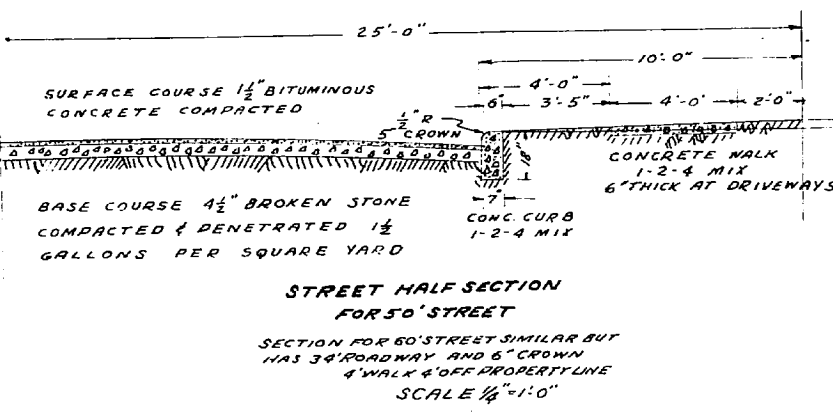 25'-0"
10'-0"
4'-0"
6" 3'-5" 4'-0" 2'-0"
SURFACE COURSE 1½" BITUMINOUS
CONCRETE COMPACTED
½" R
5" CROWN
18"
7"
CONC. CURB
1-2-4 MIX
CONCRETE WALK
1-2-4 MIX
6" THICK AT DRIVEWAYS
BASE COURSE 4½" BROKEN STONE
COMPACTED & PENETRATED 1½
GALLONS PER SQUARE YARD
STREET HALF SECTION
FOR 50' STREET
SECTION FOR 60' STREET SIMILAR BUT
HAS 34' ROADWAY AND 6" CROWN
4' WALK 4' OFF PROPERTY LINE
SCALE ¼"=1'-0"